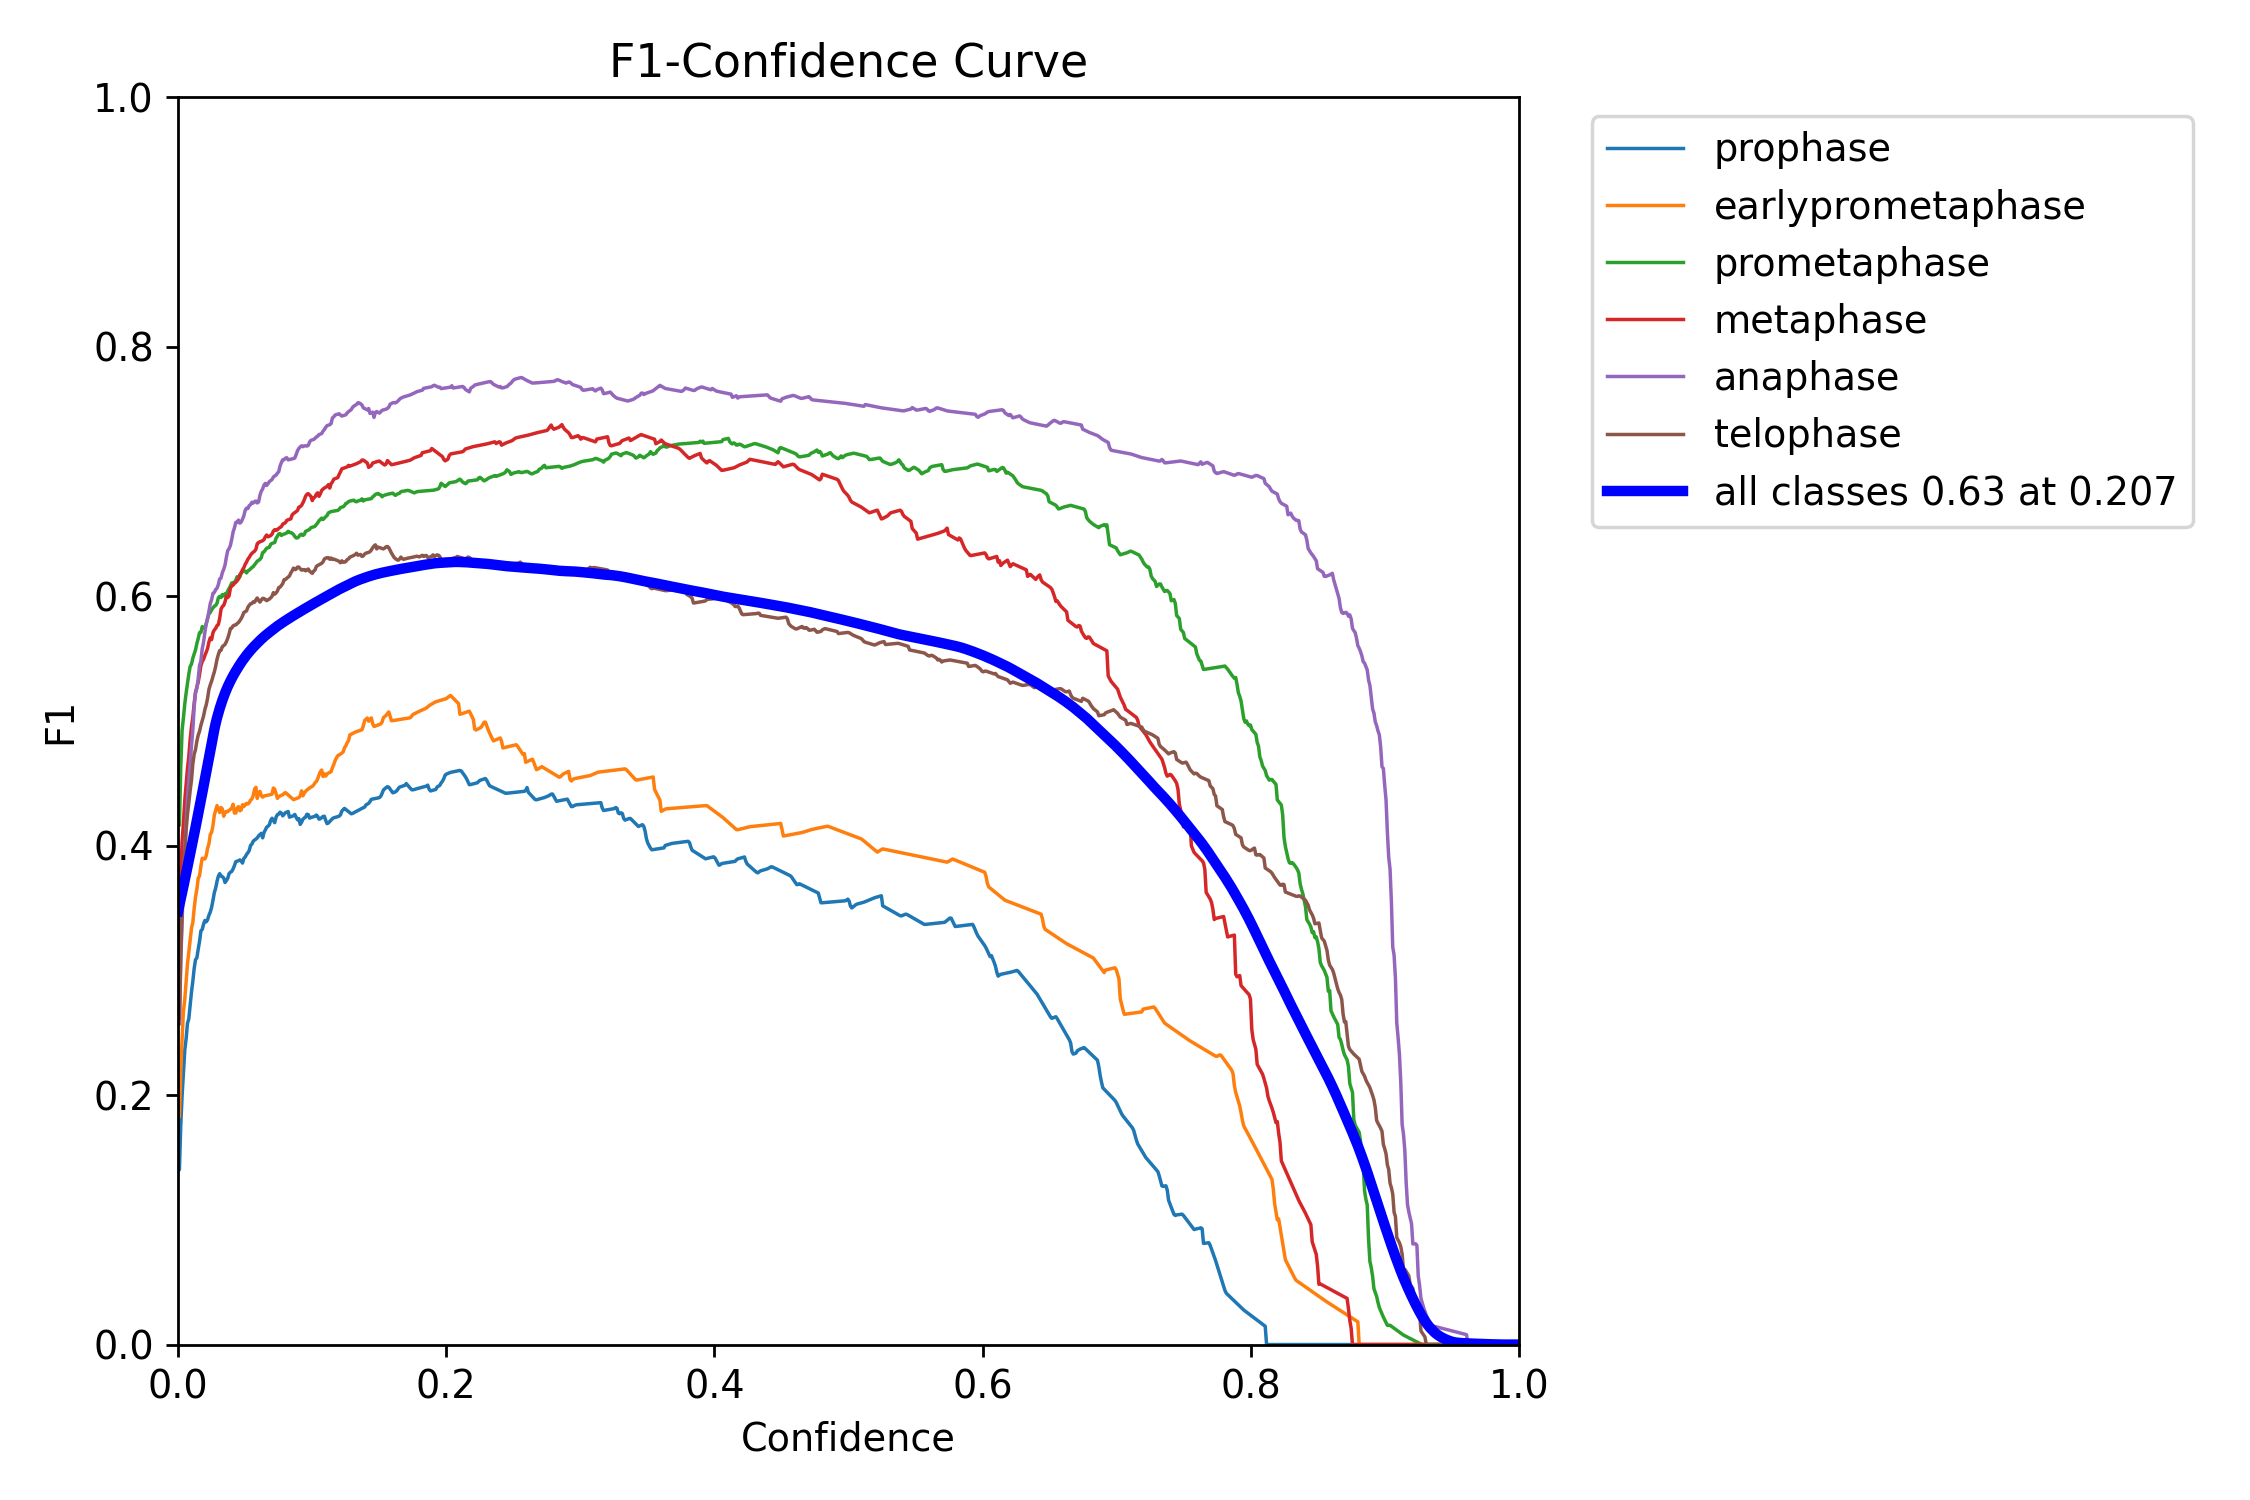 F1-Confidence Curve
1.0
0.8
0.6
0.4
0.2
0.0
F1
0.0 0.2 0.4 0.6 0.8 1.0
Confidence
prophase
earlyprometaphase
prometaphase
metaphase
anaphase
telophase
all classes 0.63 at 0.207